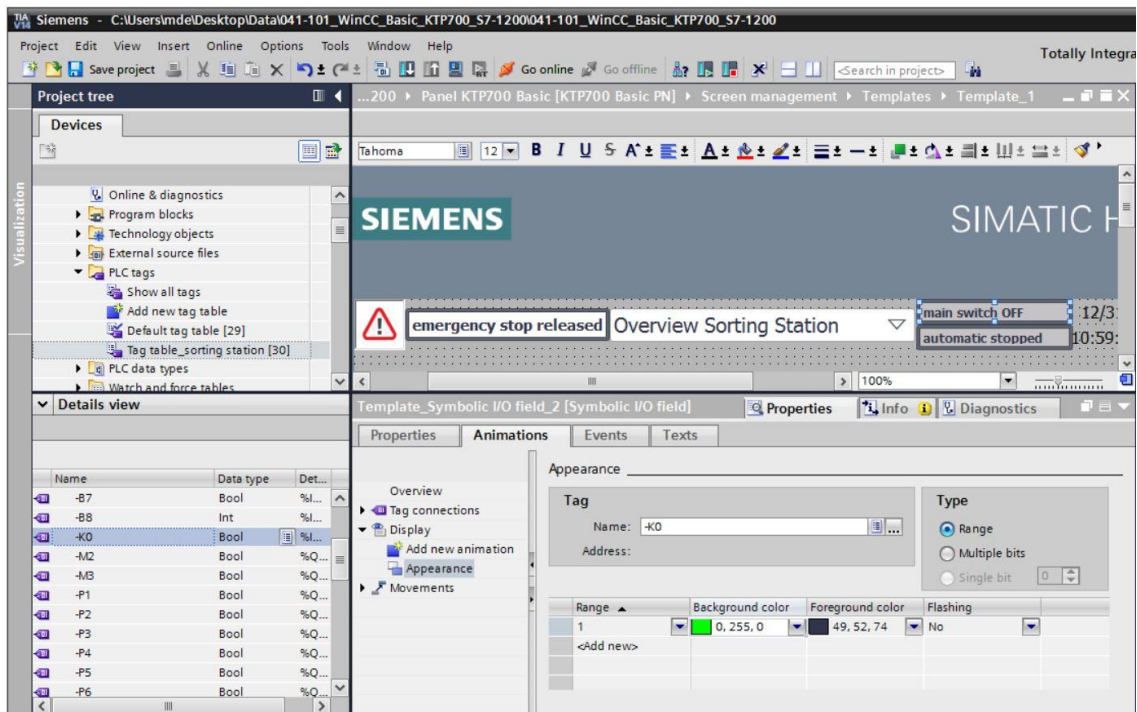 TIA V14 Siemens - C:\Users\mde\Desktop\Data\041-101_WinCC_Basic_KTP700_S7-1200\041-101_WinCC_Basic_KTP700_S7-1200
Project Edit View Insert Online Options Tools Window Help
Totally Integra
Save project Go online Go offline <Search in project>
Project tree
...200 Panel KTP700 Basic [KTP700 Basic PN] Screen management Templates Template_1
Devices
Visualization
Tahoma 12 B I U S A A
Online & diagnostics
Program blocks
Technology objects
External source files
PLC tags
Show all tags
Add new tag table
Default tag table [29]
Tag table_sorting station [30]
PLC data types
Watch and force tables
SIEMENS SIMATIC H
emergency stop released Overview Sorting Station main switch OFF 12/3
automatic stopped 10:59:
100%
Details view
Name Data type Det...
-B7 Bool %I...
-B8 Int %I...
-K0 Bool %I...
-M2 Bool %Q...
-M3 Bool %Q...
-P1 Bool %Q...
-P2 Bool %Q...
-P3 Bool %Q...
-P4 Bool %Q...
-P5 Bool %Q...
-P6 Bool %Q...
Template_Symbolic I/O field_2 [Symbolic I/O field] Properties Info Diagnostics
Properties Animations Events Texts
Overview
Tag connections
Display
Add new animation
Appearance
Movements
Appearance
Tag
Name: -K0 ...
Address:
Type
Range
Multiple bits
Single bit 0
Range Background color Foreground color Flashing
1 0, 255, 0 49, 52, 74 No
<Add new>